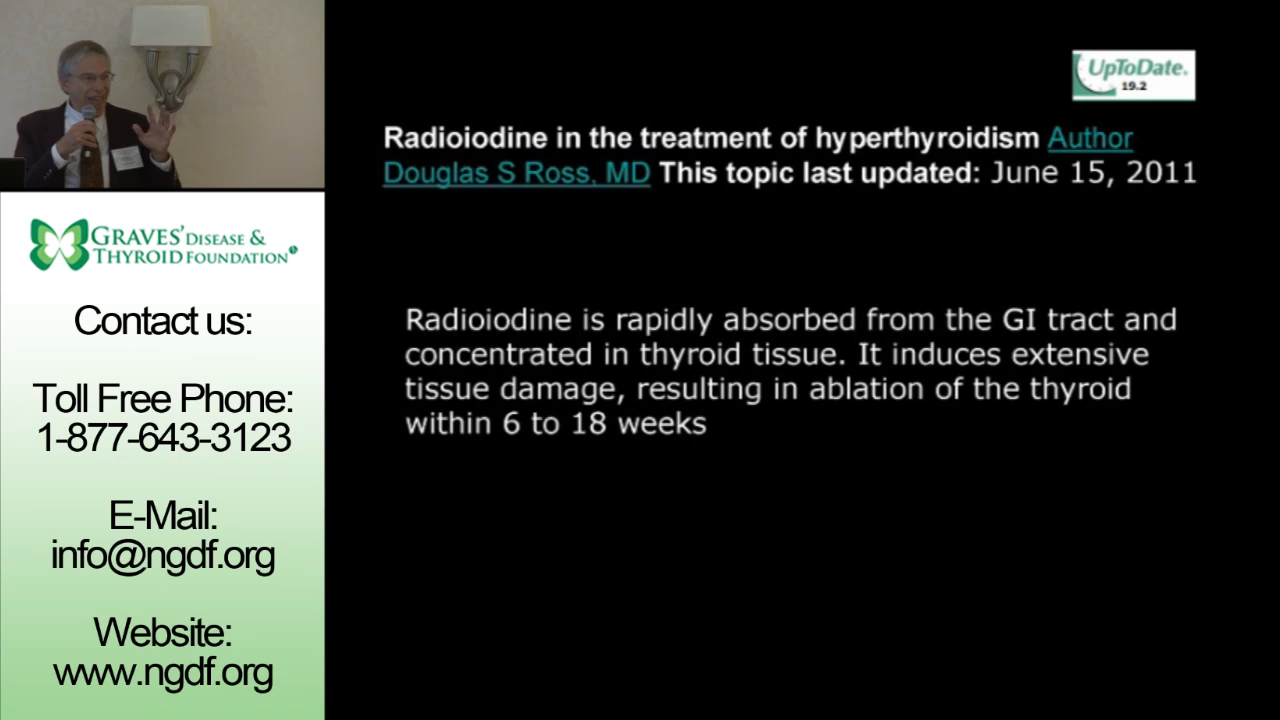 UpToDate.
19.2
Radioiodine in the treatment of hyperthyroidism Author
Douglas S Ross, MD This topic last updated: June 15, 2011
Radioiodine is rapidly absorbed from the GI tract and
concentrated in thyroid tissue. It induces extensive
tissue damage, resulting in ablation of the thyroid
within 6 to 18 weeks
GRAVES' DISEASE &
THYROID FOUNDATION
Contact us:
Toll Free Phone:
1-877-643-3123
E-Mail:
info@ngdf.org
Website:
www.ngdf.org